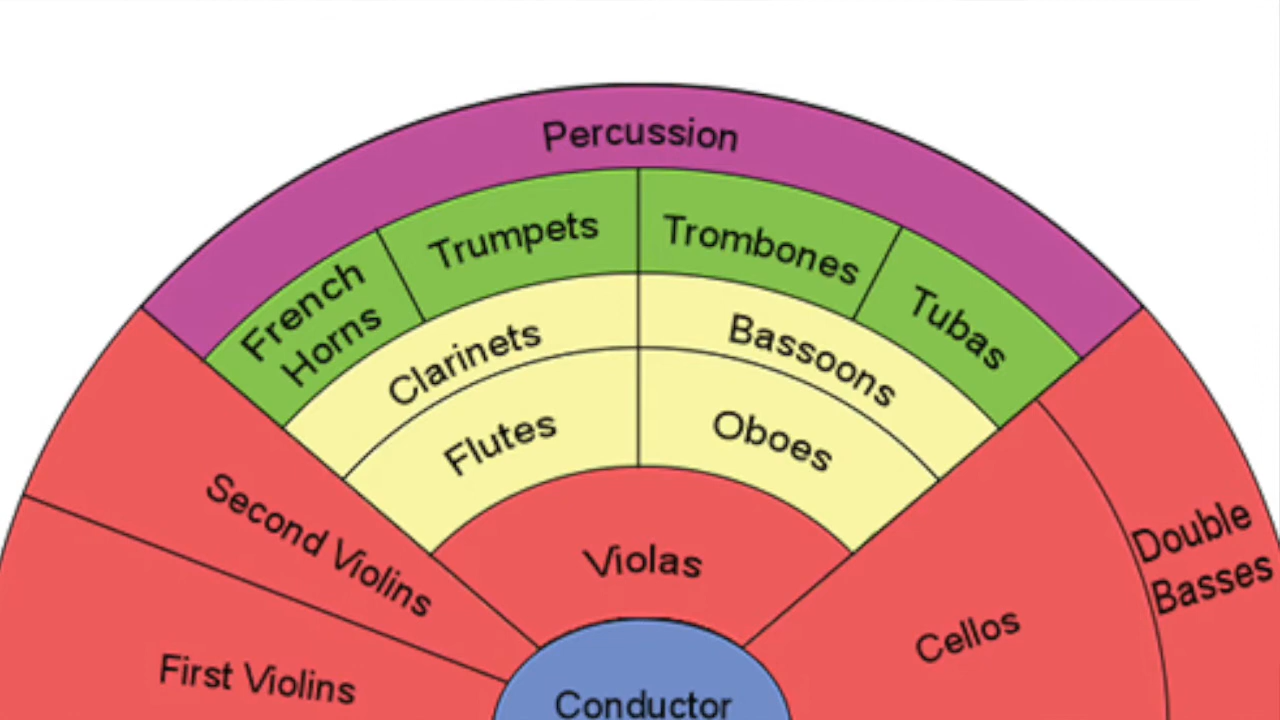 Percussion
French
Horns
Trumpets
Trombones
Tubas
Clarinets
Bassoons
Flutes
Oboes
Second Violins
Violas
Double
Basses
Cellos
First Violins
Conductor